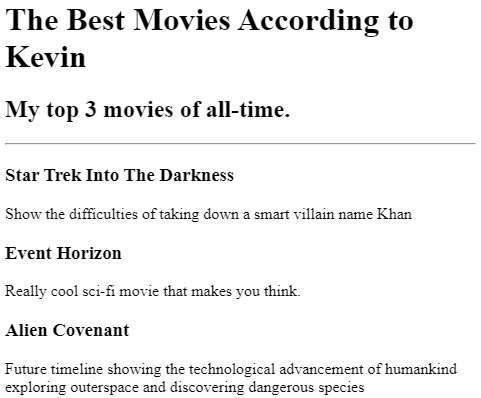 The Best Movies According to
Kevin
My top 3 movies of all-time.
Star Trek Into The Darkness
Show the difficulties of taking down a smart villain name Khan
Event Horizon
Really cool sci-fi movie that makes you think.
Alien Covenant
Future timeline showing the technological advancement of humankind
exploring outerspace and discovering dangerous species